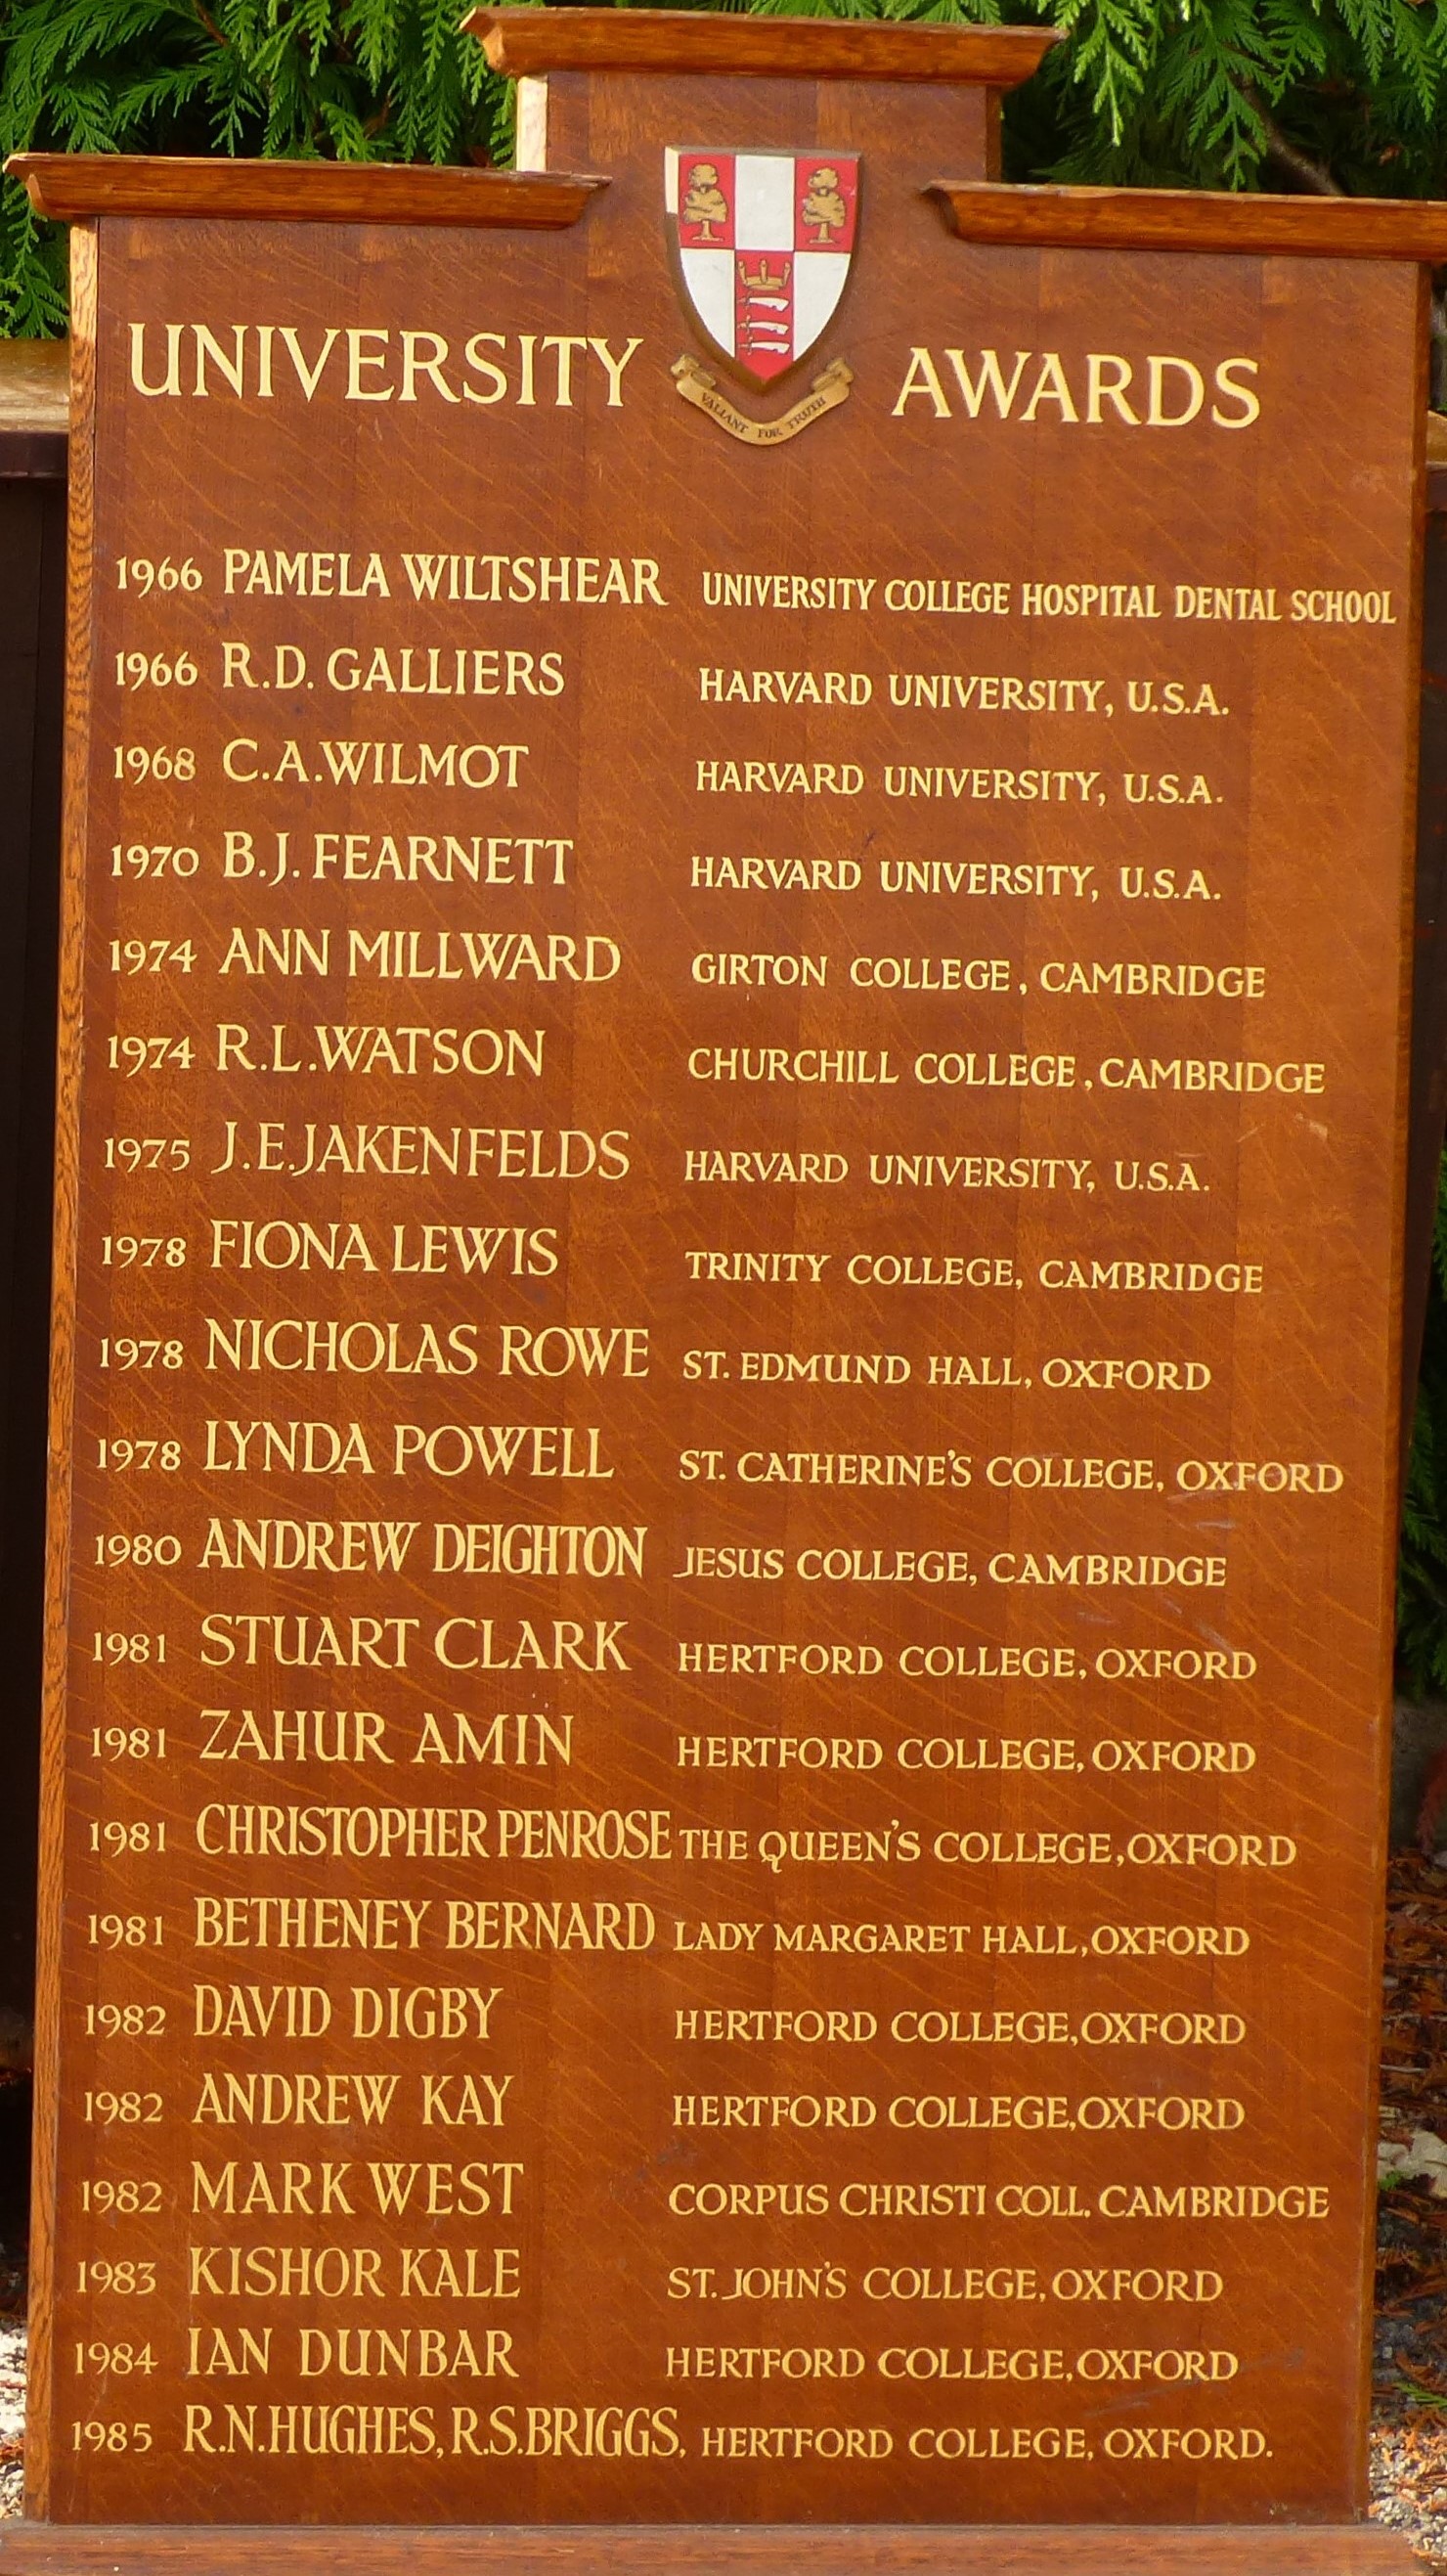 UNIVERSITY AWARDS
VALIANT FOR TRUTH
1966 PAMELA WILTSHEAR UNIVERSITY COLLEGE HOSPITAL DENTAL SCHOOL
1966 R.D. GALLIERS HARVARD UNIVERSITY, U.S.A.
1968 C.A. WILMOT HARVARD UNIVERSITY, U.S.A.
1970 B.J. FEARNETT HARVARD UNIVERSITY, U.S.A.
1974 ANN MILLWARD GIRTON COLLEGE, CAMBRIDGE
1974 R.L. WATSON CHURCHILL COLLEGE, CAMBRIDGE
1975 J.E. JAKENFELDS HARVARD UNIVERSITY, U.S.A.
1978 FIONA LEWIS TRINITY COLLEGE, CAMBRIDGE
1978 NICHOLAS ROWE ST. EDMUND HALL, OXFORD
1978 LYNDA POWELL ST. CATHERINE'S COLLEGE, OXFORD
1980 ANDREW DEIGHTON JESUS COLLEGE, CAMBRIDGE
1981 STUART CLARK HERTFORD COLLEGE, OXFORD
1981 ZAHUR AMIN HERTFORD COLLEGE, OXFORD
1981 CHRISTOPHER PENROSE THE QUEEN'S COLLEGE, OXFORD
1981 BETHENEY BERNARD LADY MARGARET HALL, OXFORD
1982 DAVID DIGBY HERTFORD COLLEGE, OXFORD
1982 ANDREW KAY HERTFORD COLLEGE, OXFORD
1982 MARK WEST CORPUS CHRISTI COLL. CAMBRIDGE
1983 KISHOR KALE ST. JOHN'S COLLEGE, OXFORD
1984 IAN DUNBAR HERTFORD COLLEGE, OXFORD
1985 R.N. HUGHES, R.S. BRIGGS, HERTFORD COLLEGE, OXFORD.